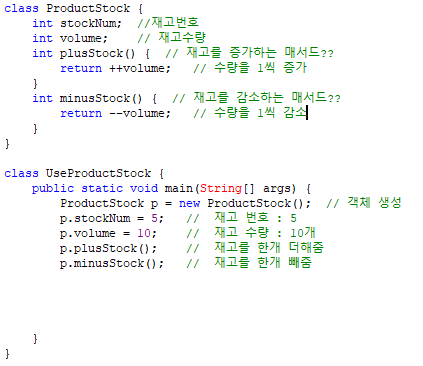 class ProductStock {
    int stockNum;  //재고번호
    int volume;    // 재고수량
    int plusStock() {  // 재고를 증가하는 매서드??
        return ++volume;   // 수량을 1씩 증가
    }
    int minusStock() {  // 재고를 감소하는 매서드??
        return --volume;   // 수량을 1씩 감소
    }
}
class UseProductStock {
    public static void main(String[] args) {
        ProductStock p = new ProductStock();  // 객체 생성
        p.stockNum = 5;   //  재고 번호 : 5
        p.volume = 10;    //  재고 수량 : 10개
        p.plusStock();    //  재고를 한개 더해줌
        p.minusStock();   //  재고를 한개 빼줌
    }
}